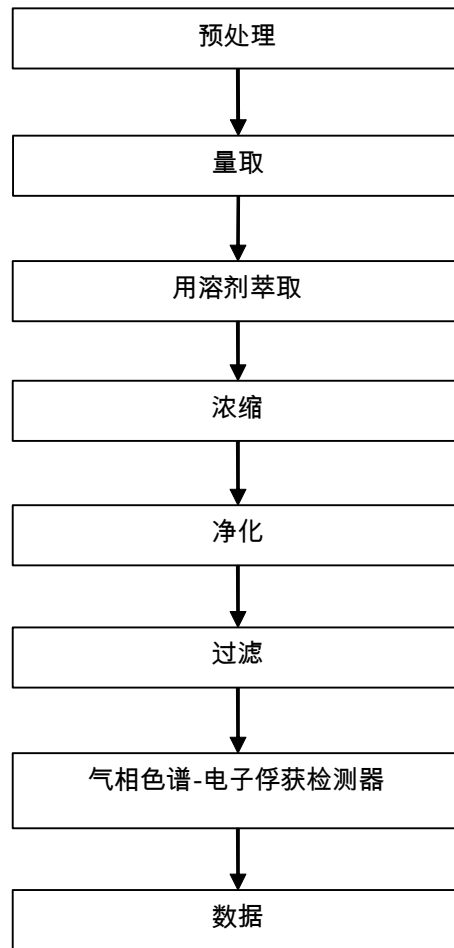 预处理
量取
用溶剂萃取
浓缩
净化
过滤
气相色谱-电子俘获检测器
数据